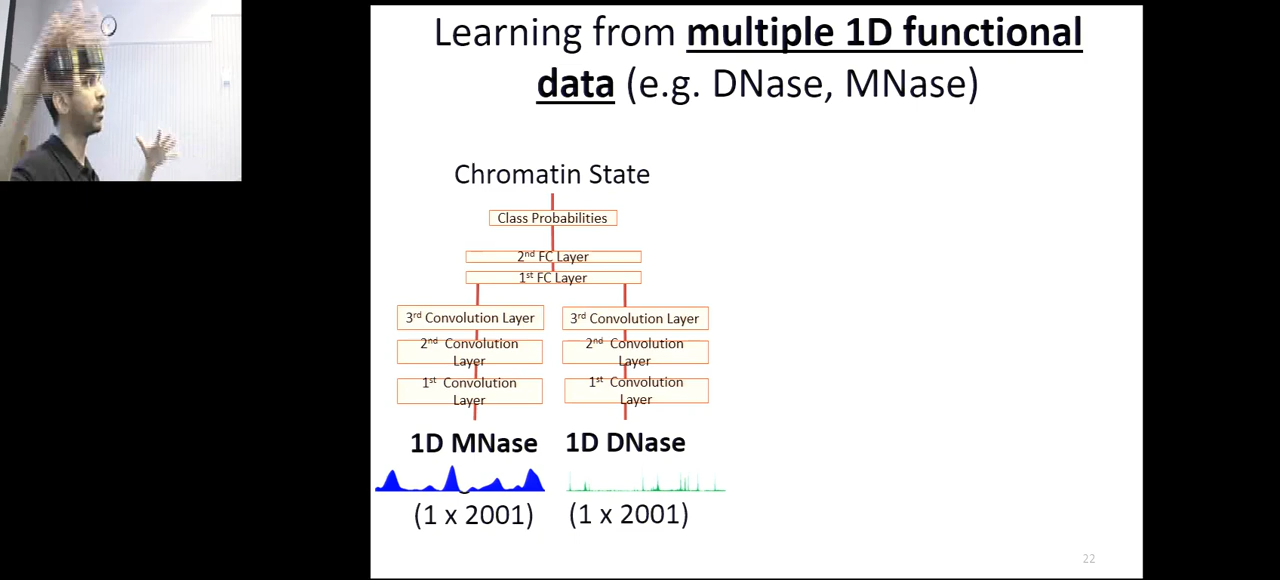 Learning from multiple 1D functional
data (e.g. DNase, MNase)
Chromatin State
Class Probabilities
2nd FC Layer
1st FC Layer
3rd Convolution Layer
3rd Convolution Layer
2nd Convolution
Layer
2nd Convolution
Layer
1st Convolution
Layer
1st Convolution
Layer
1D MNase
1D DNase
(1 x 2001)
(1 x 2001)
22